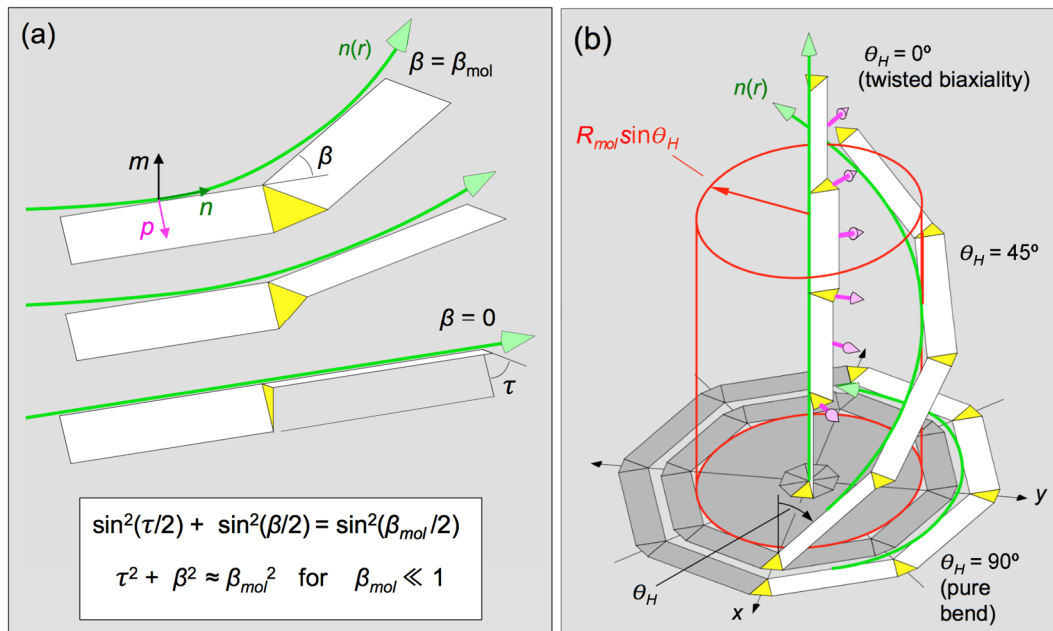 (a)
n(r)
β = βmol
m
β
n
p
β = 0
τ
sin²(τ/2) + sin²(β/2) = sin²(βmol/2)
τ² + β² ≈ βmol² for βmol ≪ 1
(b)
θH = 0º
(twisted biaxiality)
n(r)
Rmol sinθH
θH = 45º
y
θH = 90º
(pure
bend)
θH
x